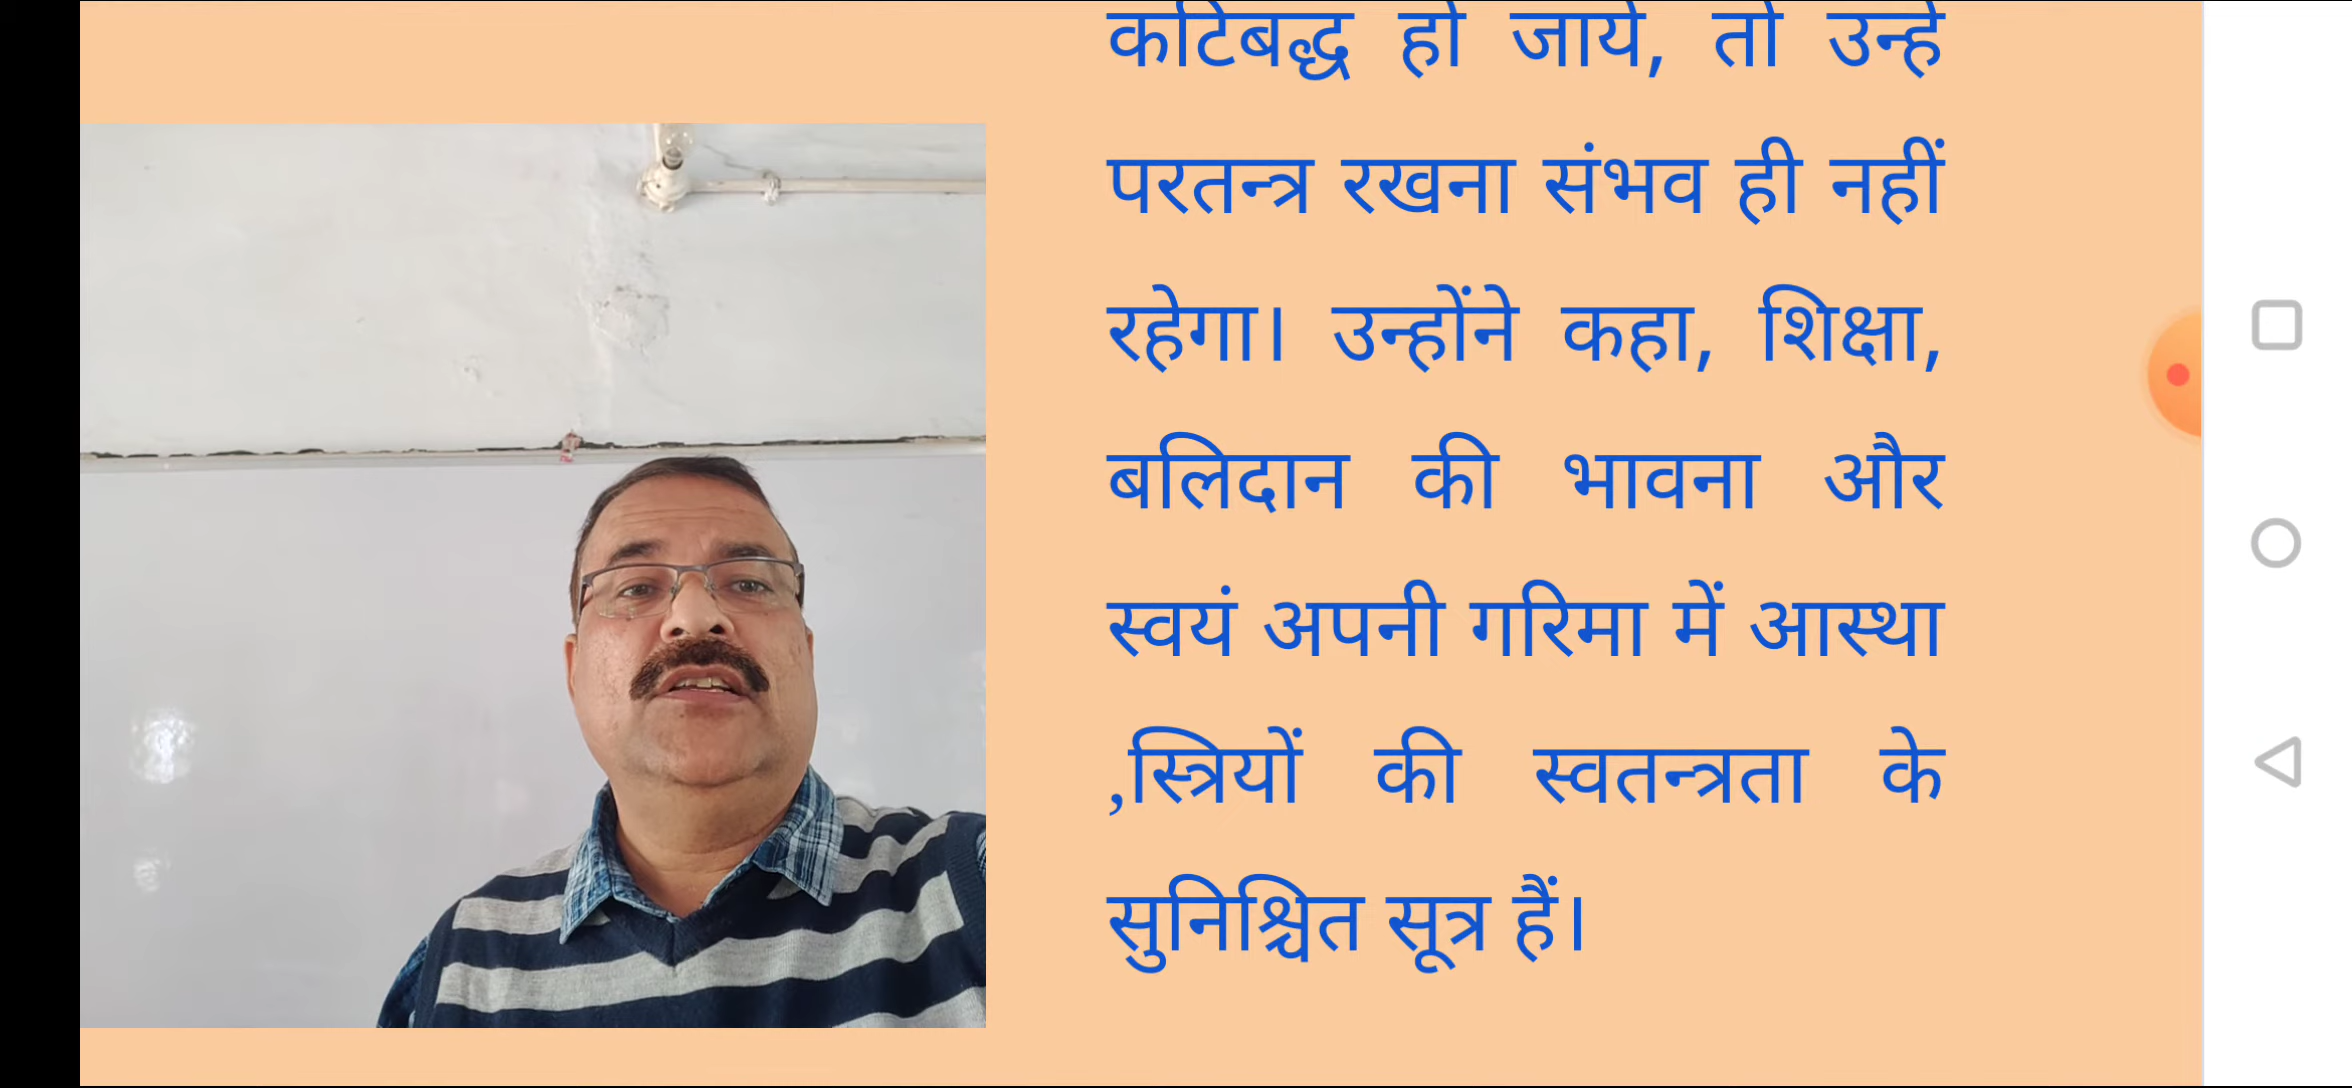 कटिबद्ध हो जाये, तो उन्हे
परतन्त्र रखना संभव ही नहीं
रहेगा। उन्होंने कहा, शिक्षा,
बलिदान की भावना और
स्वयं अपनी गरिमा में आस्था
,स्त्रियों की स्वतन्त्रता के
सुनिश्चित सूत्र हैं।